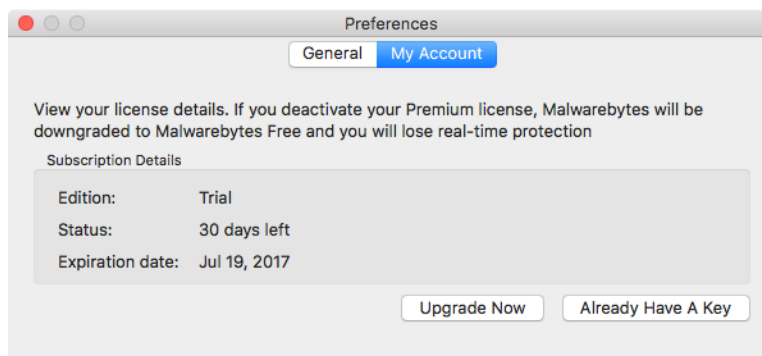 Preferences
General My Account
View your license details. If you deactivate your Premium license, Malwarebytes will be
downgraded to Malwarebytes Free and you will lose real-time protection
Subscription Details
Edition: Trial
Status: 30 days left
Expiration date: Jul 19, 2017
Upgrade Now Already Have A Key